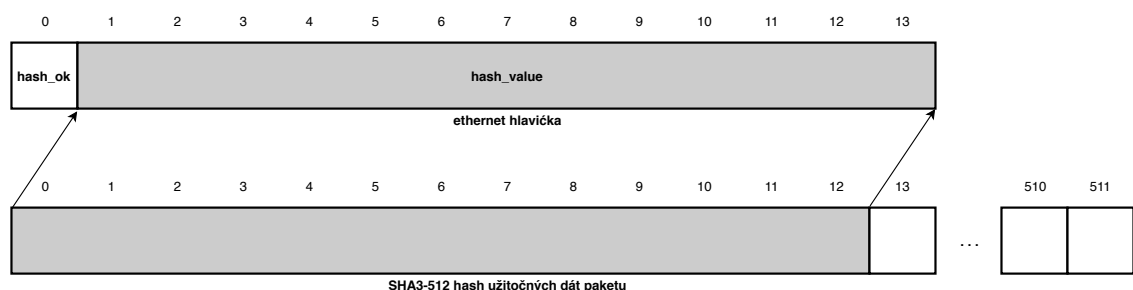 0 1 2 3 4 5 6 7 8 9 10 11 12 13
hash_ok hash_value
ethernet hlavićka
0 1 2 3 4 5 6 7 8 9 10 11 12 13 510 511
...
SHA3-512 hash užitočných dát paketu